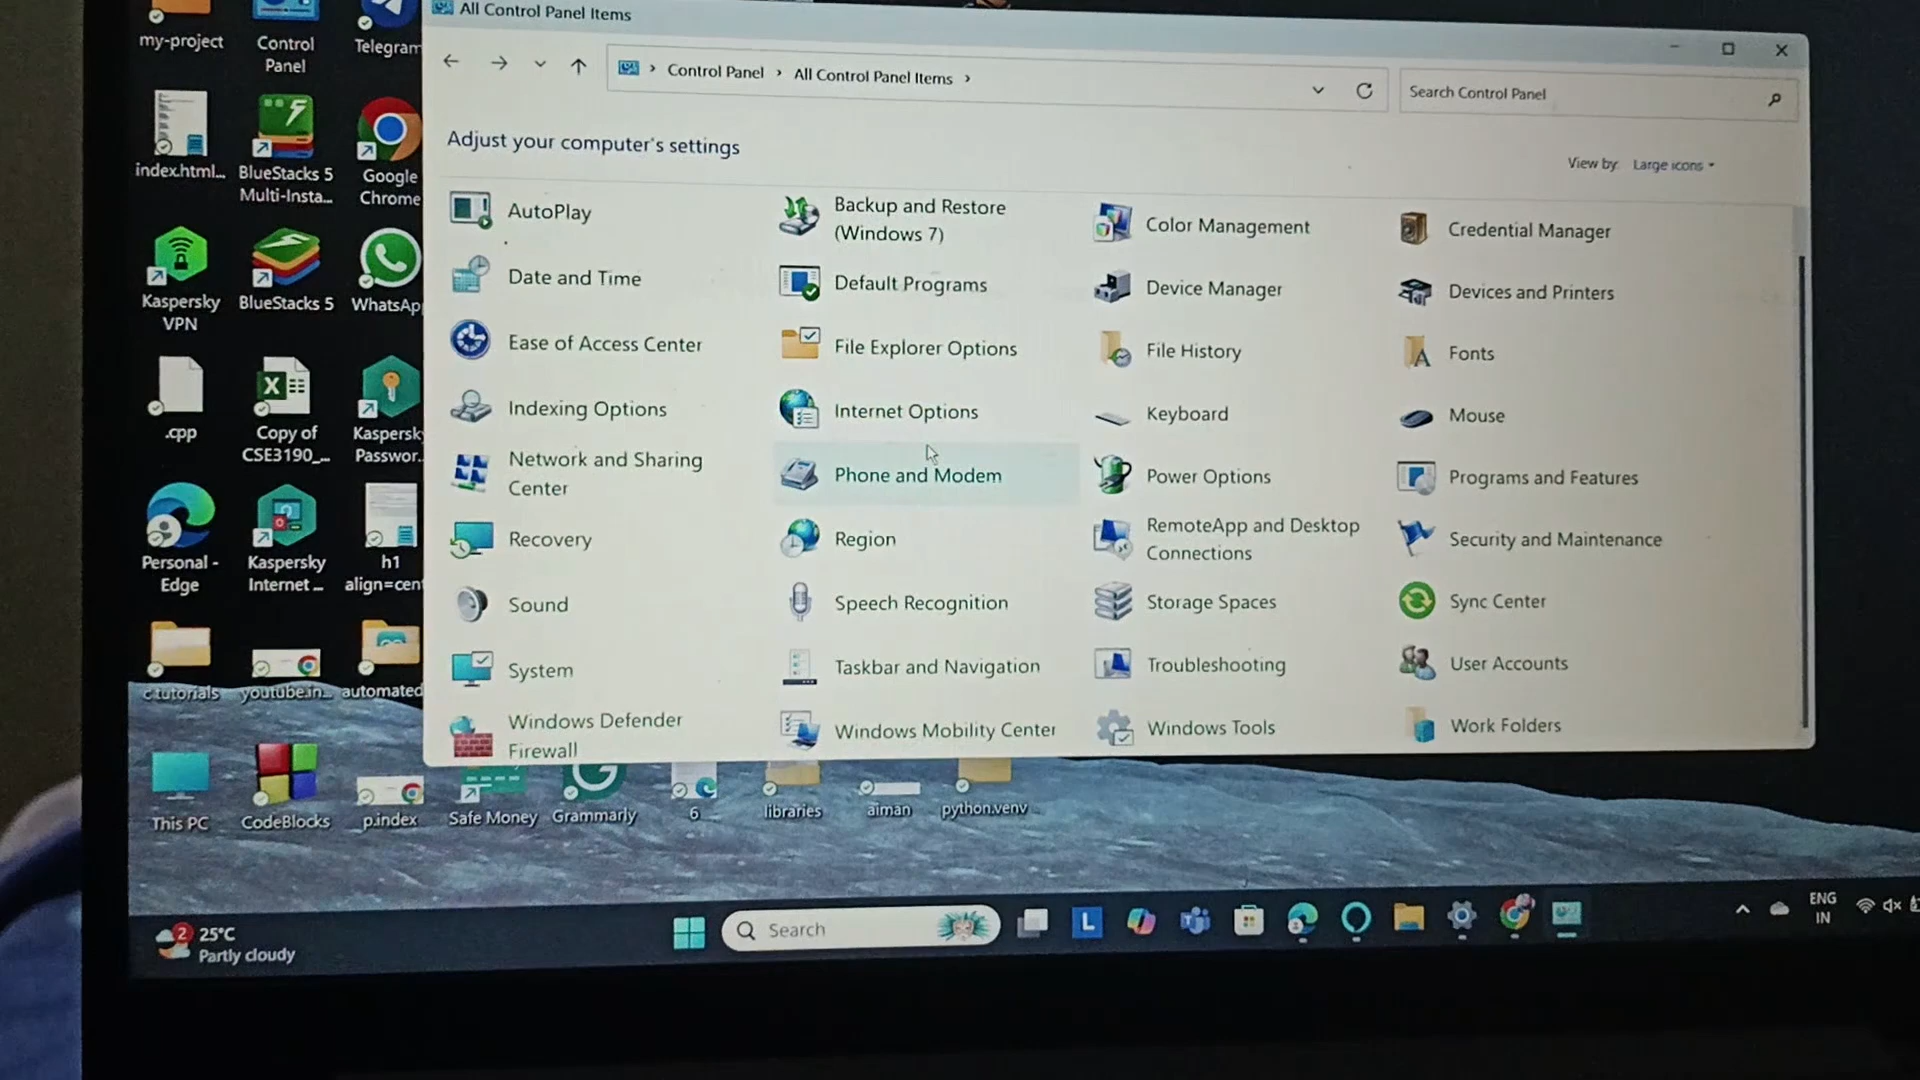 All Control Panel Items
Control Panel › All Control Panel Items ›
Search Control Panel
Adjust your computer's settings
View by: Large icons
AutoPlay
Backup and Restore
(Windows 7)
Color Management
Credential Manager
Date and Time
Default Programs
Device Manager
Devices and Printers
Ease of Access Center
File Explorer Options
File History
Fonts
Indexing Options
Internet Options
Keyboard
Mouse
Network and Sharing
Center
Phone and Modem
Power Options
Programs and Features
Recovery
Region
RemoteApp and Desktop
Connections
Security and Maintenance
Sound
Speech Recognition
Storage Spaces
Sync Center
System
Taskbar and Navigation
Troubleshooting
User Accounts
Windows Defender
Firewall
Windows Mobility Center
Windows Tools
Work Folders
my-project
Control
Panel
Telegram
index.html...
BlueStacks 5
Multi-Insta...
Google
Chrome
Kaspersky
VPN
BlueStacks 5
WhatsApp
.cpp
Copy of
CSE3190_...
Kaspersk
Passwor...
Personal -
Edge
Kaspersky
Internet ...
h1
align=cent
c tutorials
youtube.in...
automated
This PC
CodeBlocks
p.index
Safe Money
Grammarly
6
libraries
aiman
python.venv
2
25°C
Partly cloudy
Search
L
ENG
IN